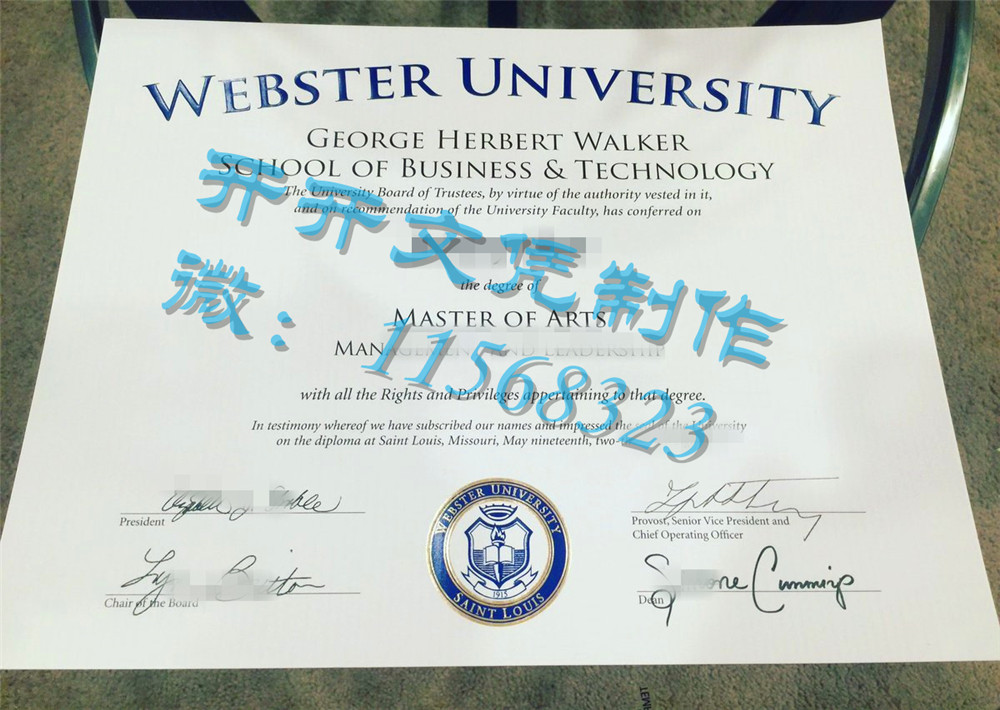 WEBSTER UNIVERSITY
GEORGE HERBERT WALKER
SCHOOL OF BUSINESS & TECHNOLOGY
The University Board of Trustees, by virtue of the authority vested in it,
and on recommendation of the University Faculty, has conferred on
开开文凭制作
the degree of
微:
11568323
MASTER OF ARTS
MANAGEMENT AND LEADERSHIP
with all the Rights and Privileges appertaining to that degree.
In testimony whereof we have subscribed our names and impressed the seal of the University
on the diploma at Saint Louis, Missouri, May nineteenth, two-
President
Provost, Senior Vice President and
Chief Operating Officer
Chair of the Board
Cummings
Dean
WEBSTER UNIVERSITY
1915
SAINT LOUIS